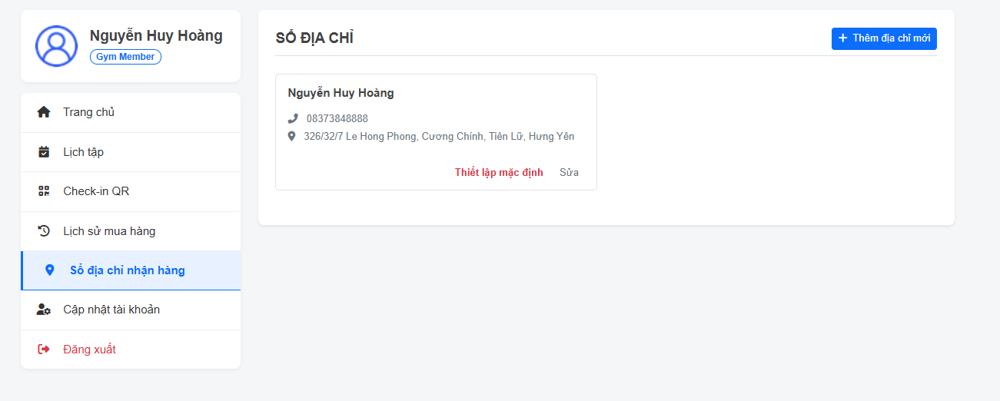 Nguyễn Huy Hoàng
Gym Member
Trang chủ
Lịch tập
Check-in QR
Lịch sử mua hàng
Sổ địa chỉ nhận hàng
Cập nhật tài khoản
Đăng xuất
SỔ ĐỊA CHỈ
Thêm địa chỉ mới
Nguyễn Huy Hoàng
08373848888
326/32/7 Le Hong Phong, Cương Chính, Tiên Lữ, Hưng Yên
Thiết lập mặc định Sửa